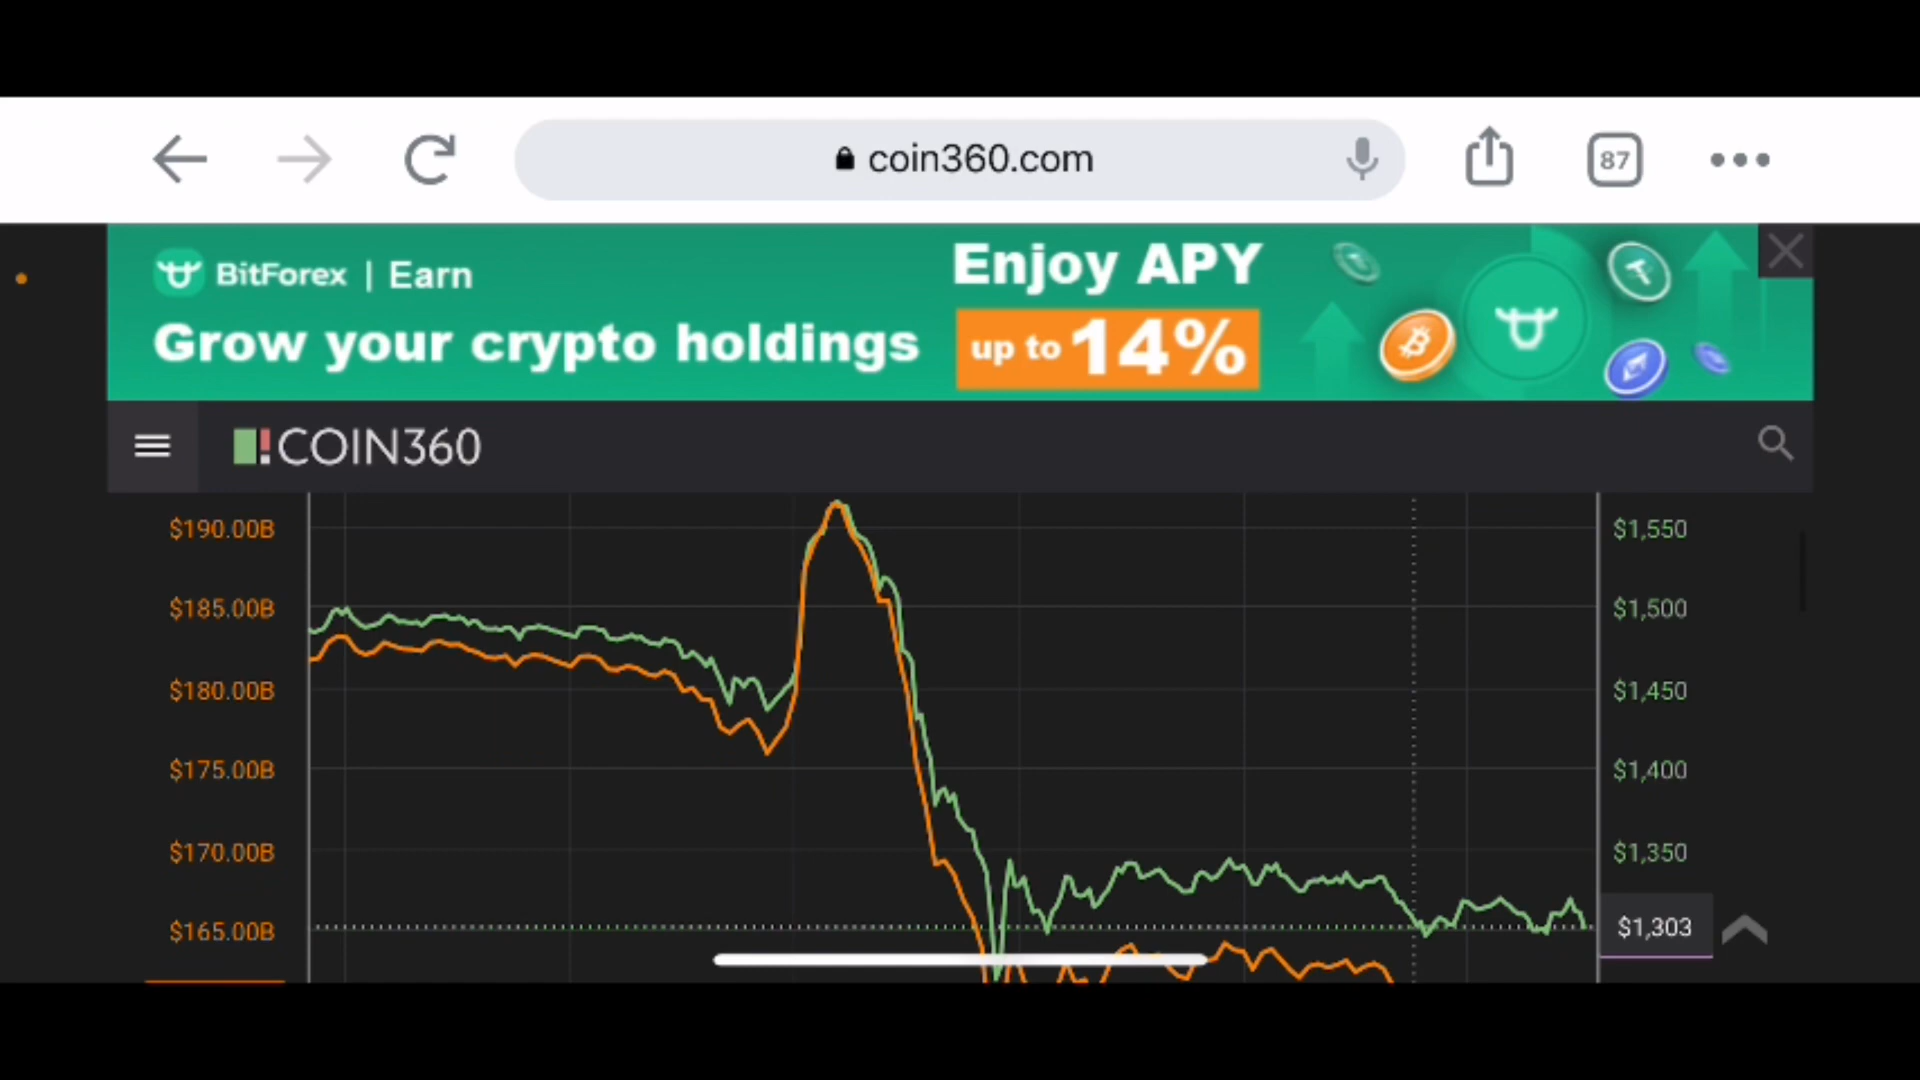 coin360.com
87
BitForex | Earn
Enjoy APY
Grow your crypto holdings
up to 14%
COIN360
$190.00B
$1,550
$185.00B
$1,500
$180.00B
$1,450
$175.00B
$1,400
$170.00B
$1,350
$165.00B
$1,303